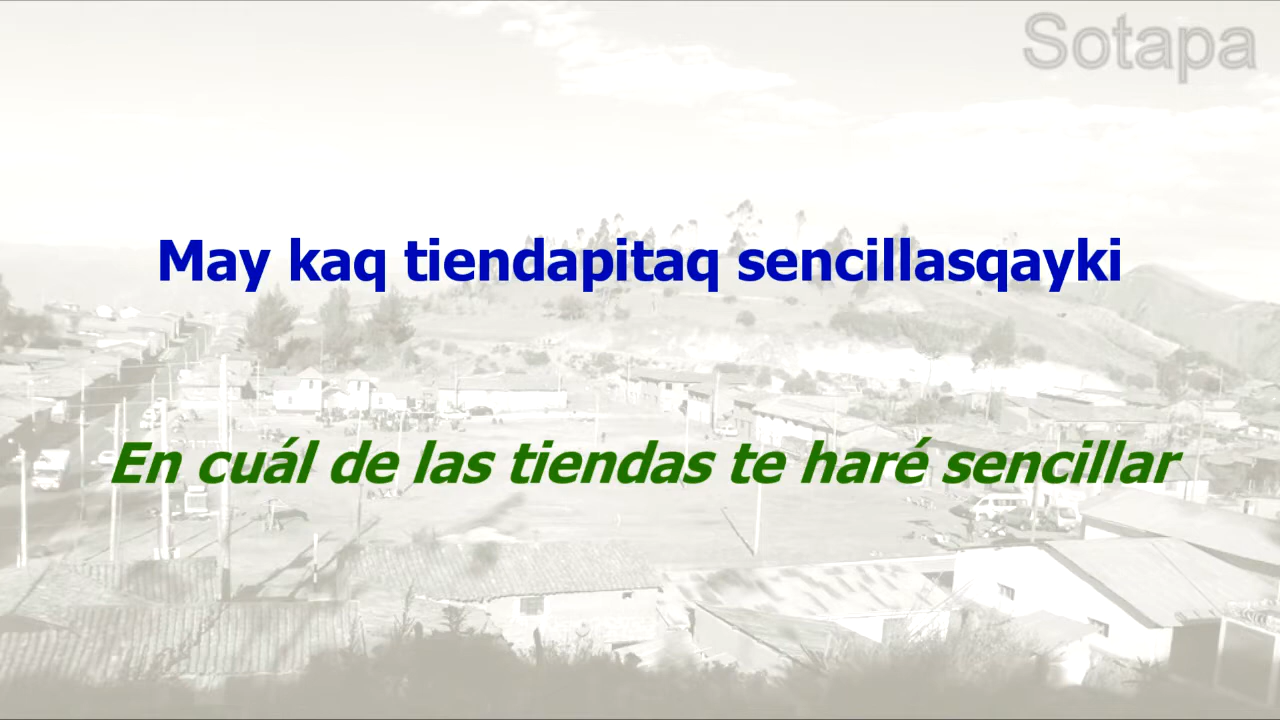 Sotapa
May kaq tiendapitaq sencillasqayki
En cuál de las tiendas te haré sencillar